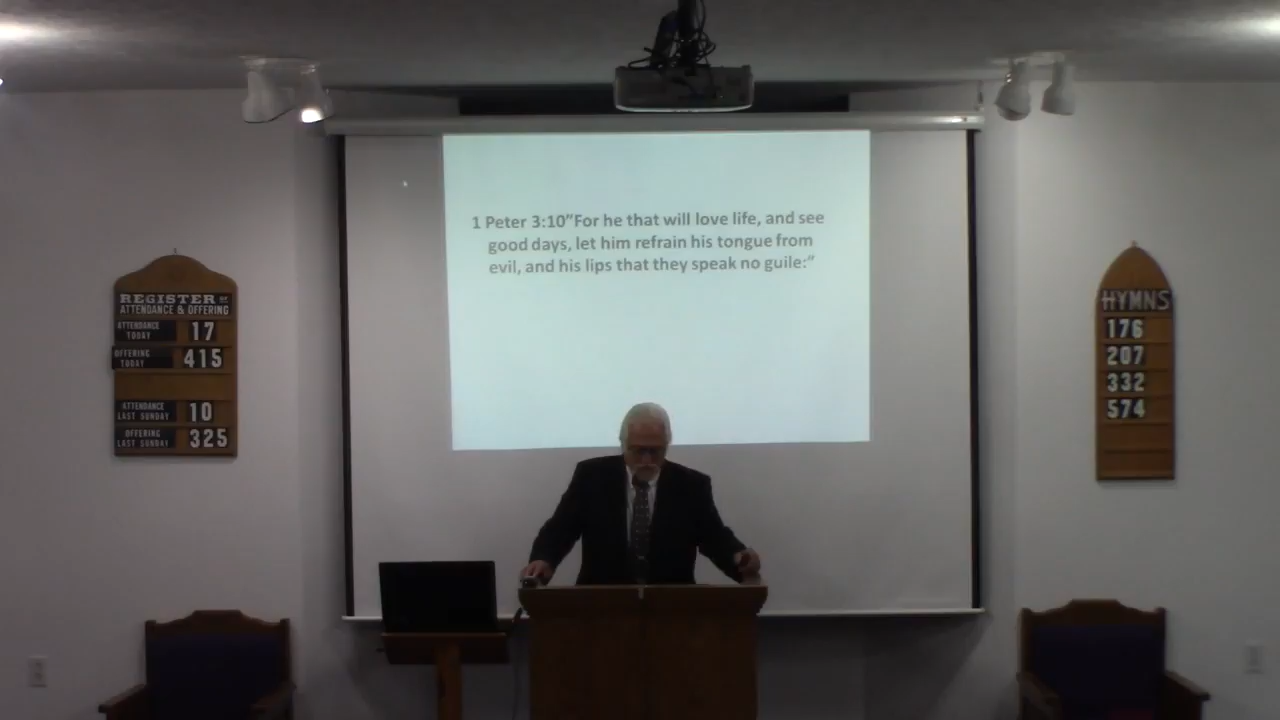 1 Peter 3:10"For he that will love life, and see
good days, let him refrain his tongue from
evil, and his lips that they speak no guile:"
REGISTER OF
ATTENDANCE & OFFERING
ATTENDANCE TODAY 17
OFFERING TODAY 415
ATTENDANCE LAST SUNDAY 10
OFFERING LAST SUNDAY 325
HYMNS
176
207
332
574